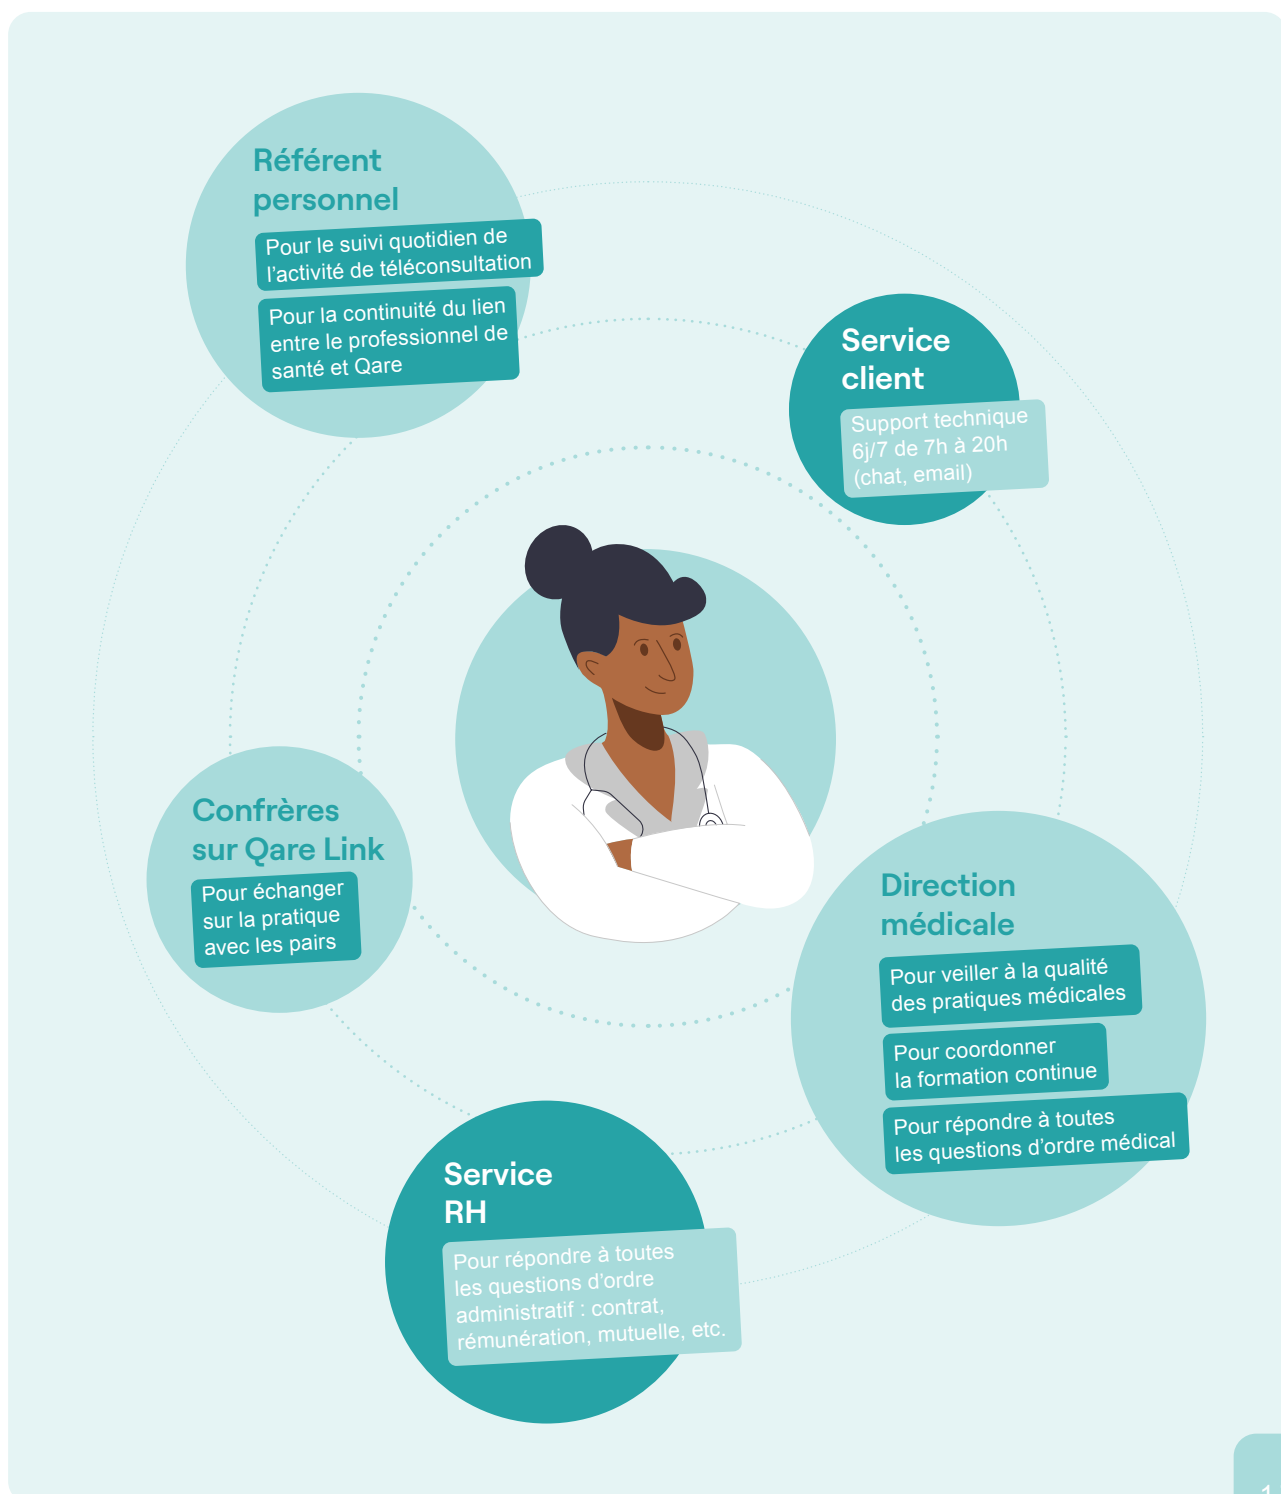 Référent
personnel
Pour le suivi quotidien de
l'activité de téléconsultation
Pour la continuité du lien
entre le professionnel de
santé et Qare
Service
client
Support technique
6j/7 de 7h à 20h
(chat, email)
Confrères
sur Qare Link
Pour échanger
sur la pratique
avec les pairs
Direction
médicale
Pour veiller à la qualité
des pratiques médicales
Pour coordonner
la formation continue
Pour répondre à toutes
les questions d'ordre médical
Service
RH
Pour répondre à toutes
les questions d'ordre
administratif : contrat,
rémunération, mutuelle, etc.